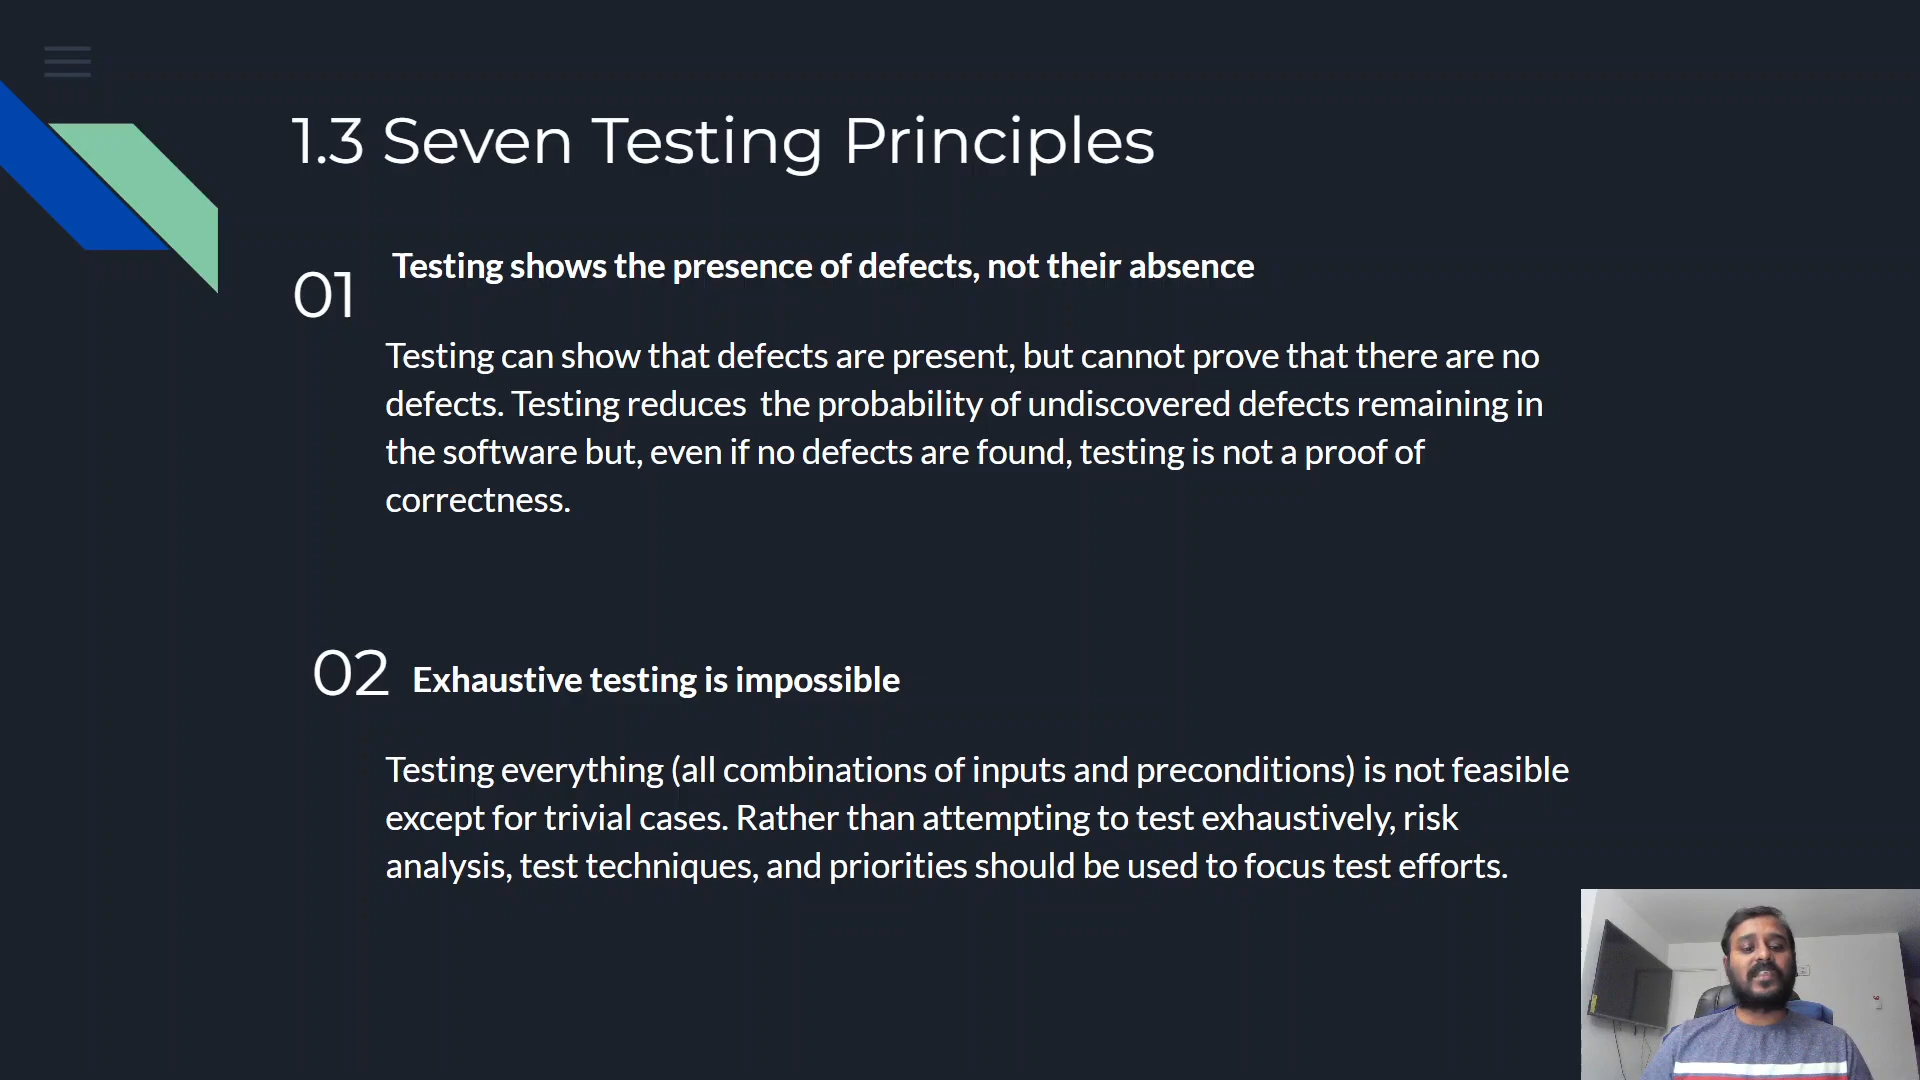 1.3 Seven Testing Principles
01
Testing shows the presence of defects, not their absence
Testing can show that defects are present, but cannot prove that there are no
defects. Testing reduces  the probability of undiscovered defects remaining in
the software but, even if no defects are found, testing is not a proof of
correctness.
02
Exhaustive testing is impossible
Testing everything (all combinations of inputs and preconditions) is not feasible
except for trivial cases. Rather than attempting to test exhaustively, risk
analysis, test techniques, and priorities should be used to focus test efforts.